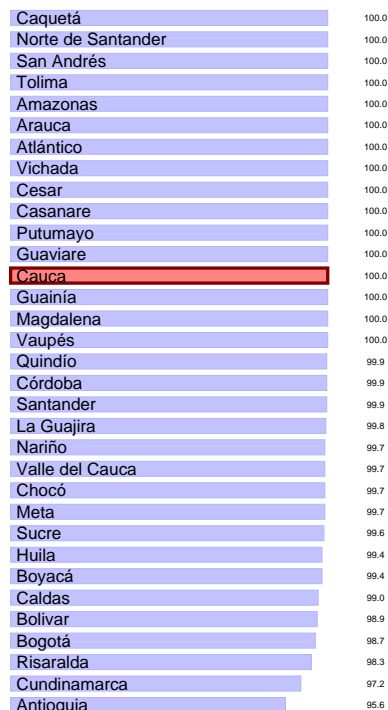 Caquetá 100.0
Norte de Santander 100.0
San Andrés 100.0
Tolima 100.0
Amazonas 100.0
Arauca 100.0
Atlántico 100.0
Vichada 100.0
Cesar 100.0
Casanare 100.0
Putumayo 100.0
Guaviare 100.0
Cauca 100.0
Guainía 100.0
Magdalena 100.0
Vaupés 100.0
Quindío 99.9
Córdoba 99.9
Santander 99.9
La Guajira 99.8
Nariño 99.7
Valle del Cauca 99.7
Chocó 99.7
Meta 99.7
Sucre 99.6
Huila 99.4
Boyacá 99.4
Caldas 99.0
Bolivar 98.9
Bogotá 98.7
Risaralda 98.3
Cundinamarca 97.2
Antioquia 95.6